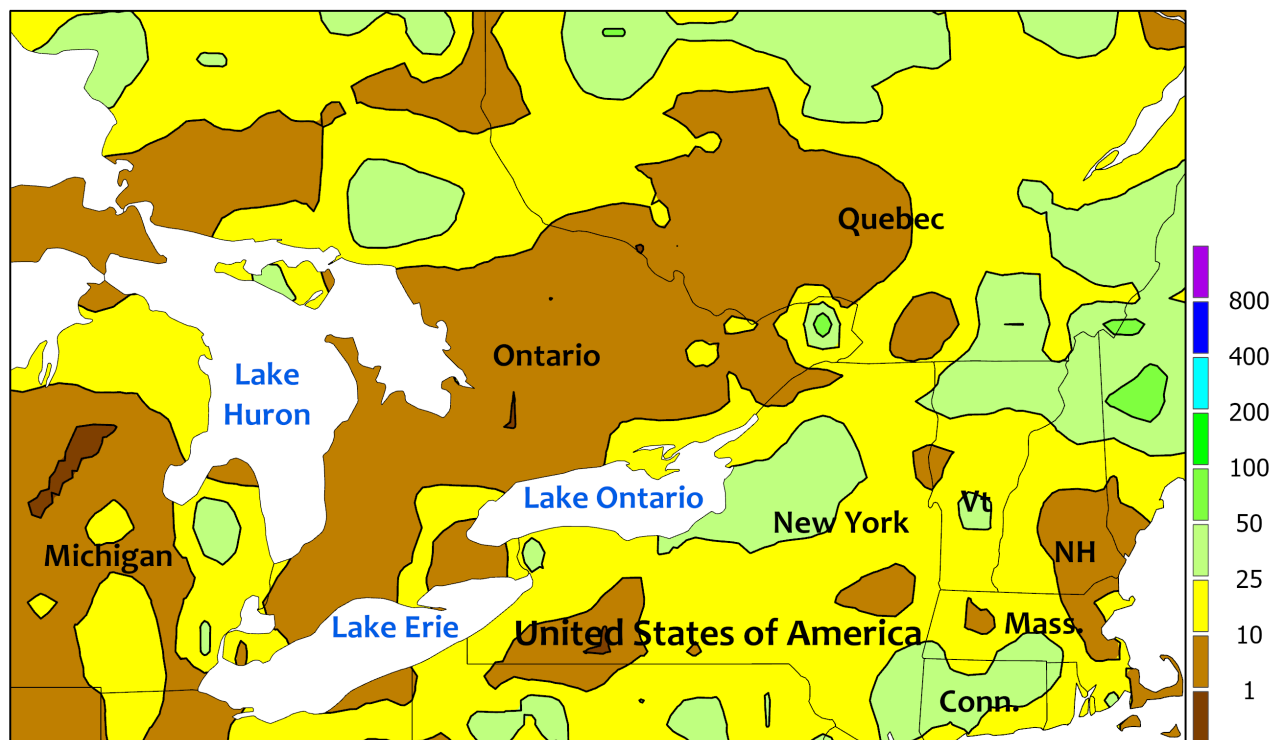 Quebec
800
Ontario
400
Lake
Huron
200
100
Lake Ontario
New York
Vt
50
Michigan
NH
25
Lake Erie
United States of America
Mass.
10
Conn.
1